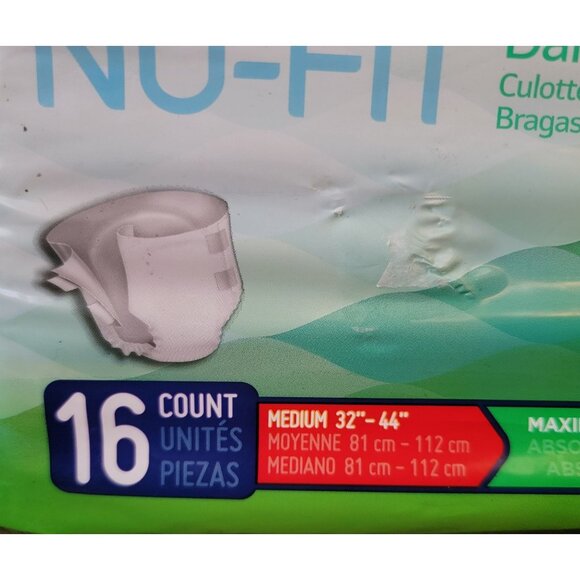 NU-FIT
Culotte
Bragas
16
COUNT
UNITÉS
PIEZAS
MEDIUM 32"- 44"
MOYENNE 81 cm - 112 cm
MEDIANO 81 cm - 112 cm